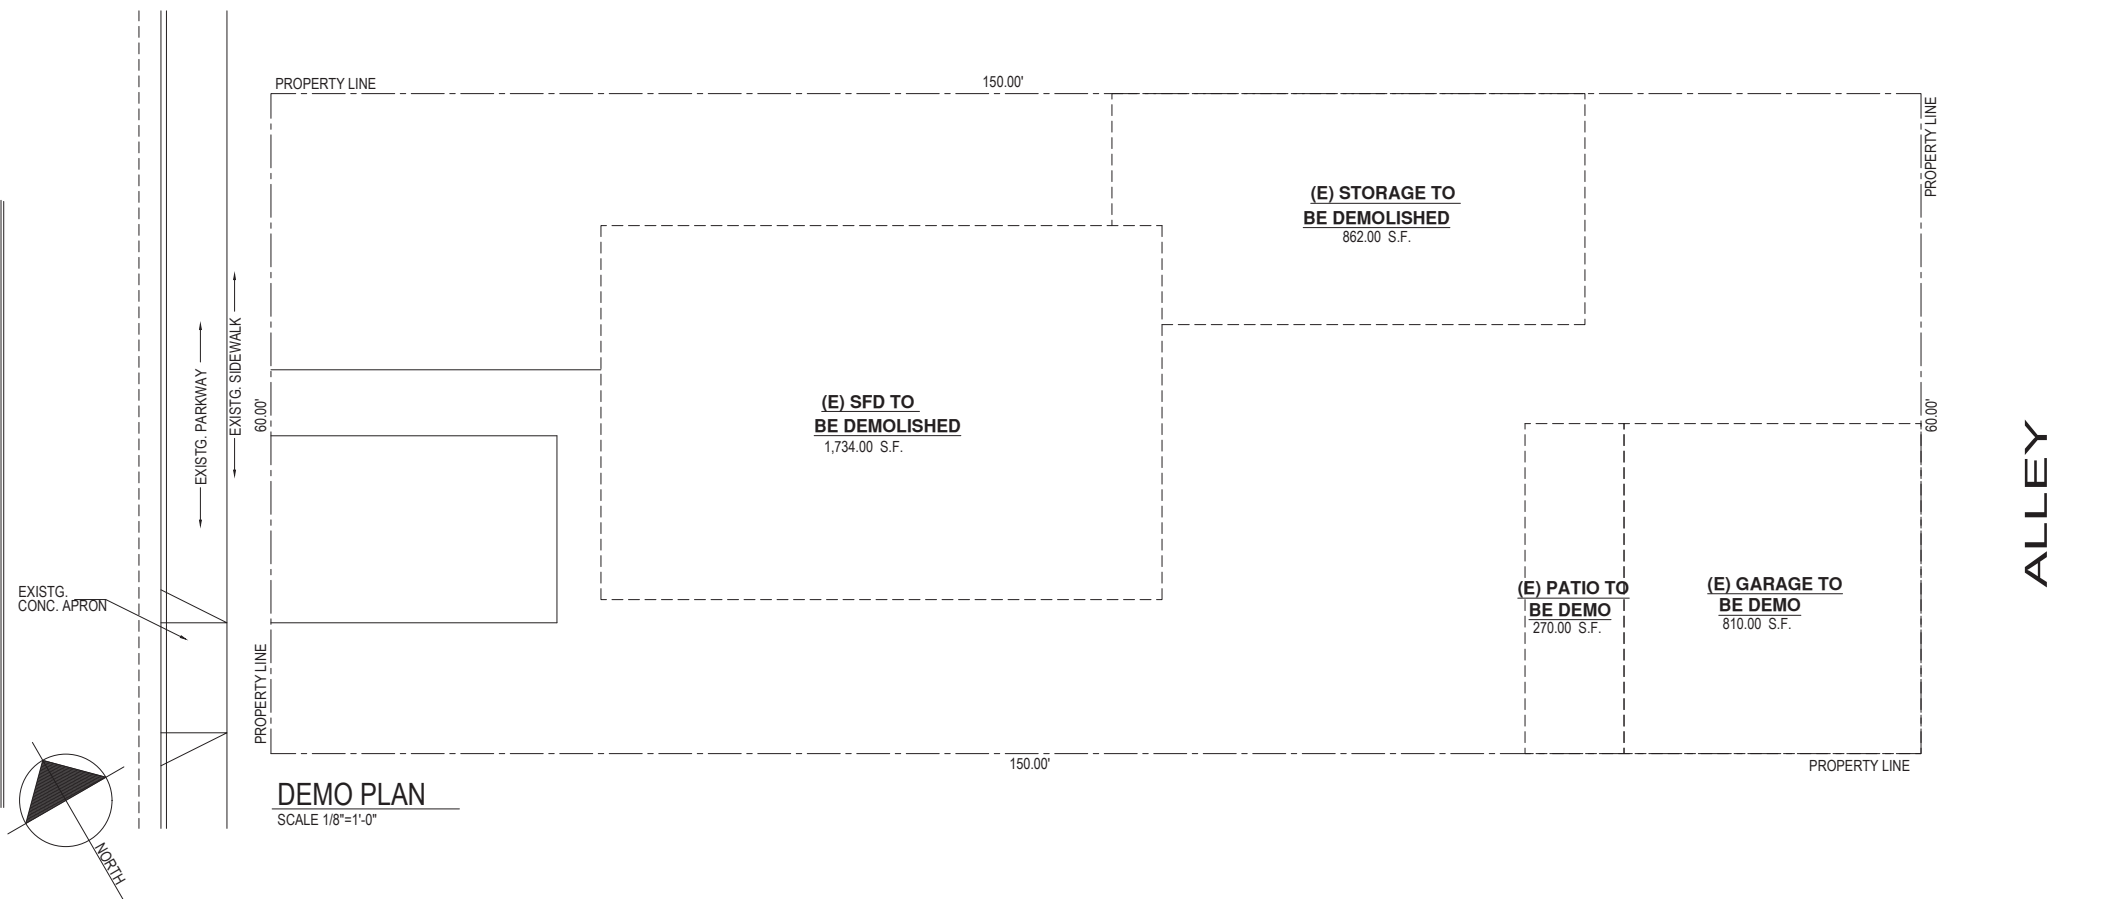 PROPERTY LINE
150.00'
PROPERTY LINE
(E) STORAGE TO
BE DEMOLISHED
862.00 S.F.
EXISTG. PARKWAY
EXISTG. SIDEWALK
60.00'
(E) SFD TO
BE DEMOLISHED
1,734.00 S.F.
60.00'
ALLEY
EXISTG.
CONC. APRON
(E) PATIO TO
BE DEMO
270.00 S.F.
(E) GARAGE TO
BE DEMO
810.00 S.F.
PROPERTY LINE
150.00'
PROPERTY LINE
DEMO PLAN
SCALE 1/8"=1'-0"
NORTH